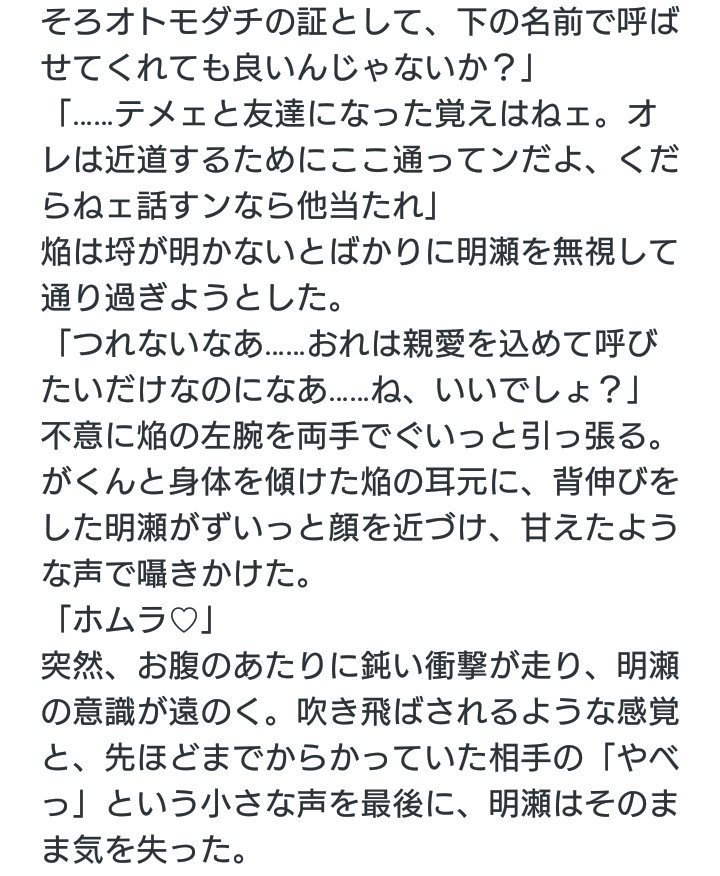 そろオトモダチの証として、下の名前で呼ば
せてくれても良いんじゃないか？」
「……テメェと友達になった覚えはねェ。オ
レは近道するためにここ通ってンだよ、くだ
らねェ話すンなら他当たれ」
焔は埒が明かないとばかりに明瀬を無視して
通り過ぎようとした。
「つれないなあ……おれは親愛を込めて呼び
たいだけなのになあ……ね、いいでしょ？」
不意に焔の左腕を両手でぐいっと引っ張る。
がくんと身体を傾けた焔の耳元に、背伸びを
した明瀬がずいっと顔を近づけ、甘えたよう
な声で囁きかけた。
「ホムラ♡」
突然、お腹のあたりに鈍い衝撃が走り、明瀬
の意識が遠のく。吹き飛ばされるような感覚
と、先ほどまでからかっていた相手の「やべ
っ」という小さな声を最後に、明瀬はそのま
ま気を失った。